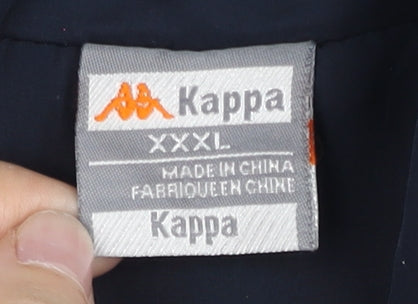 Kappa
XXXL
MADE IN CHINA
FABRIQUE EN CHINE
Kappa